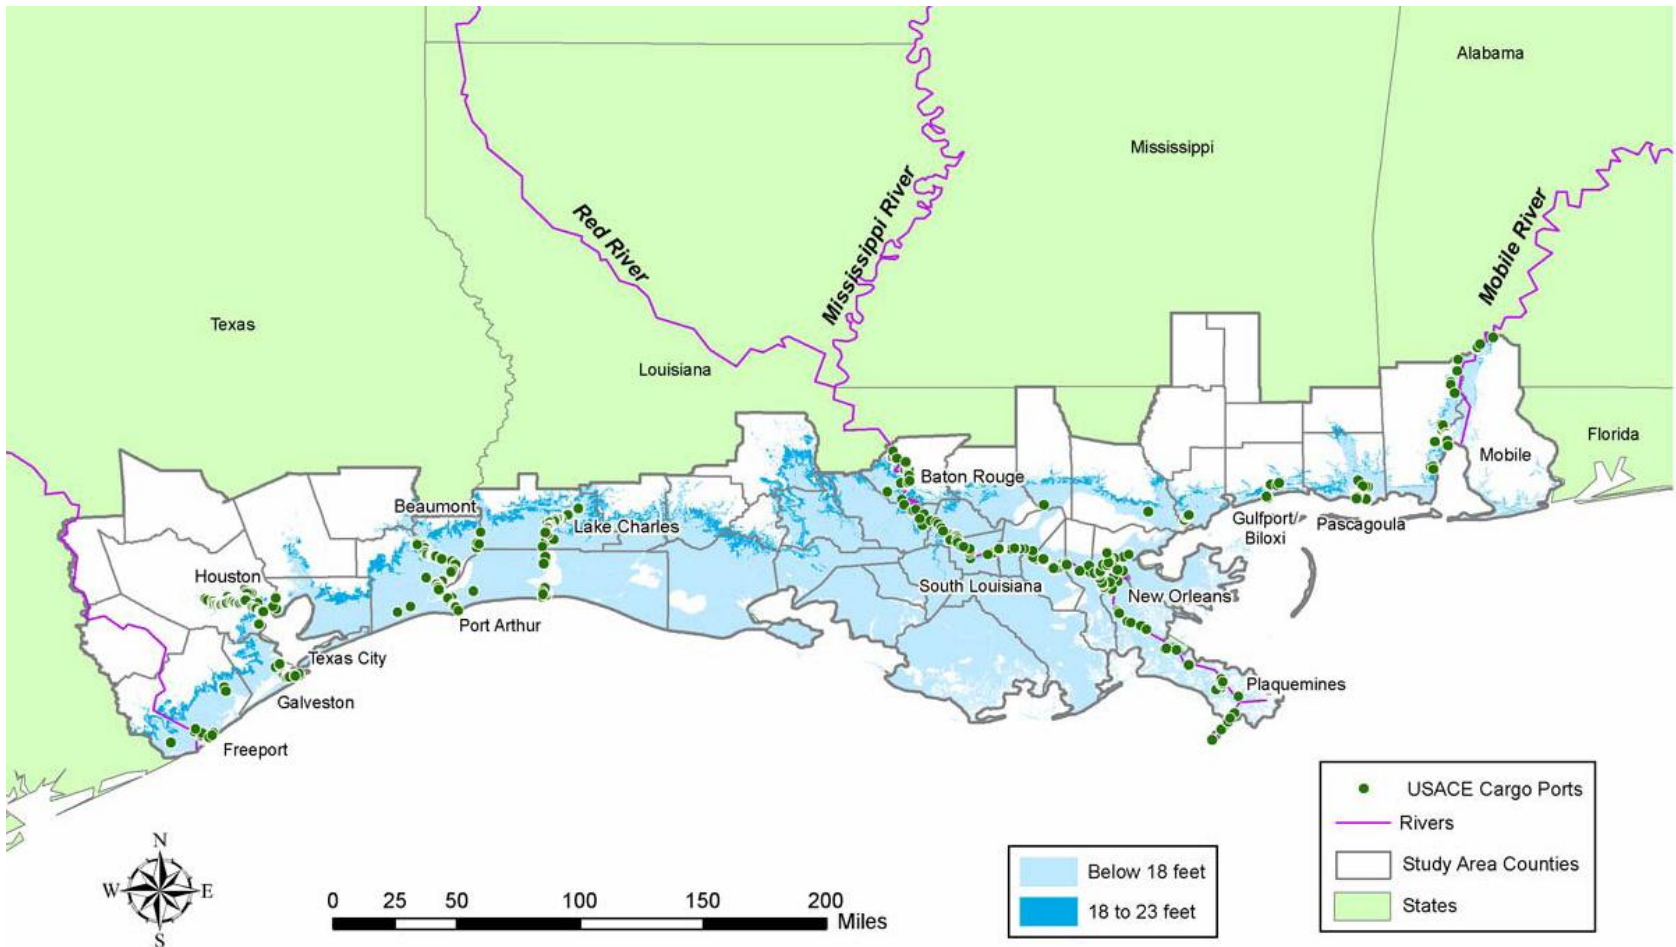 Alabama
Mississippi
Mississippi River
Red River
Mobile River
Texas
Louisiana
Florida
Mobile
Baton Rouge
Beaumont
Lake Charles
Gulfport/
Biloxi
Pascagoula
Houston
South Louisiana
New Orleans
Port Arthur
Texas City
Galveston
Plaquemines
Freeport
USACE Cargo Ports
Rivers
Study Area Counties
States
Below 18 feet
18 to 23 feet
N
W
E
S
0 25 50 100 150 200
Miles